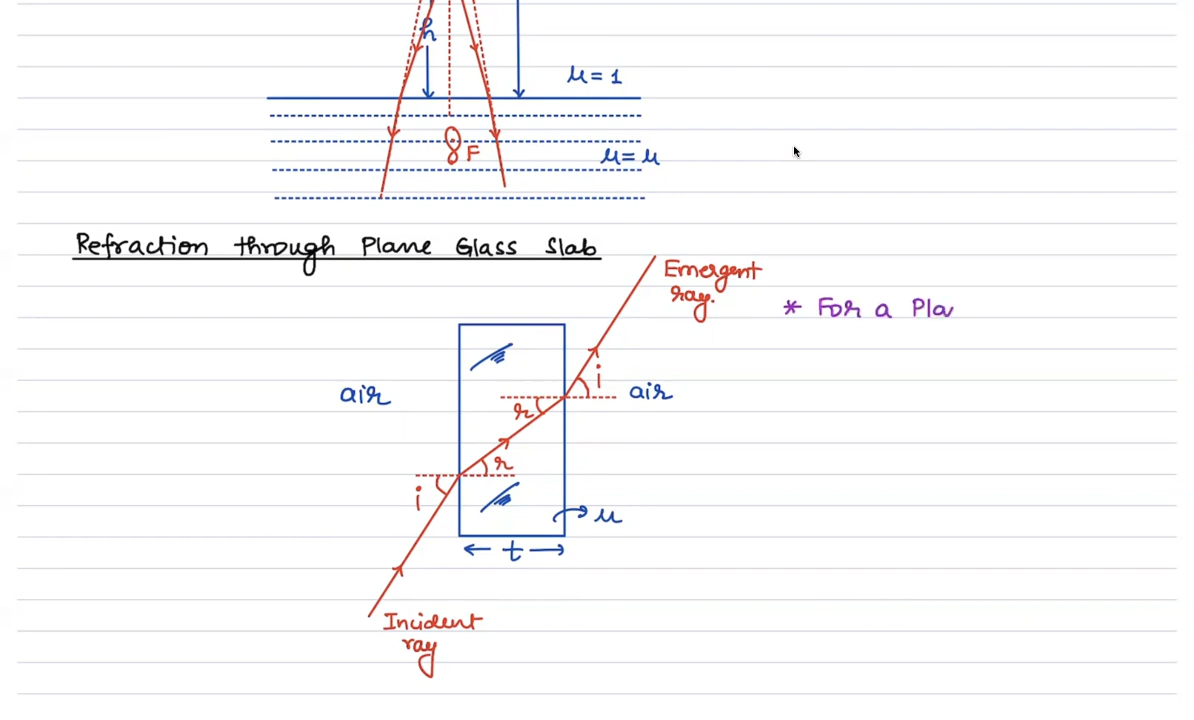 h
μ = 1
F
μ = μ
Refraction through Plane Glass Slab
Emergent
ray.
* For a Pla
i
air
air
r
r
i
μ
← t →
Incident
ray